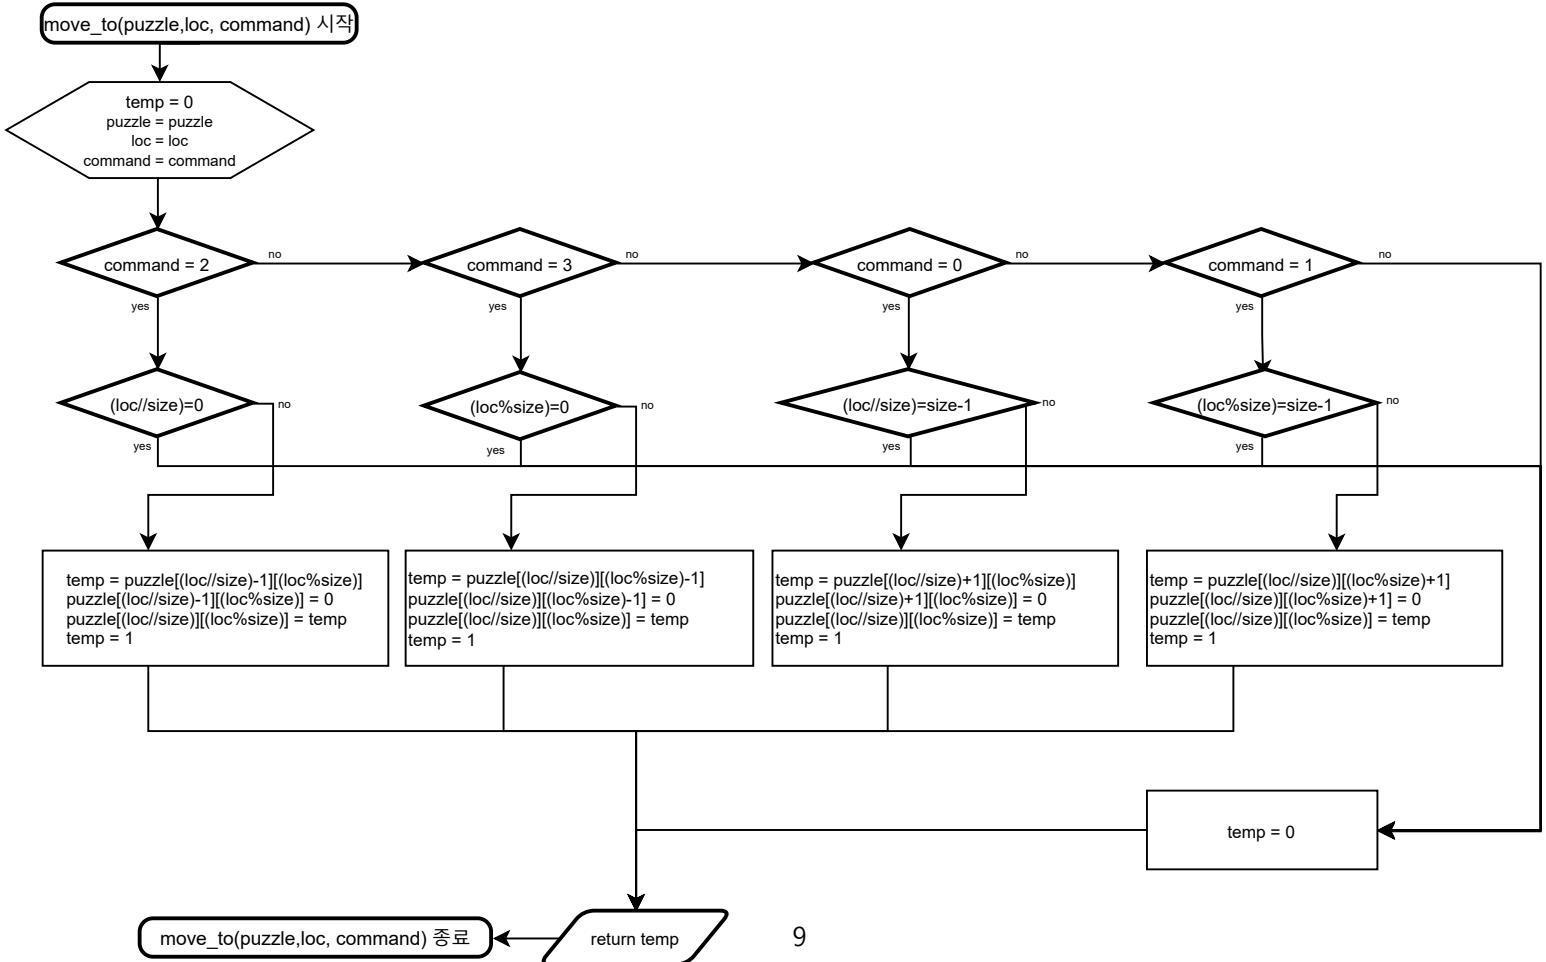 move_to(puzzle,loc, command) 시작
temp = 0
puzzle = puzzle
loc = loc
command = command
command = 2
no
command = 3
no
command = 0
no
command = 1
no
yes
yes
yes
yes
(loc//size)=0
no
(loc%size)=0
no
(loc//size)=size-1
no
(loc%size)=size-1
no
yes
yes
yes
yes
temp = puzzle[(loc//size)-1][(loc%size)]
puzzle[(loc//size)-1][(loc%size)] = 0
puzzle[(loc//size)][(loc%size)] = temp
temp = 1
temp = puzzle[(loc//size)][(loc%size)-1]
puzzle[(loc//size)][(loc%size)-1] = 0
puzzle[(loc//size)][(loc%size)] = temp
temp = 1
temp = puzzle[(loc//size)+1][(loc%size)]
puzzle[(loc//size)+1][(loc%size)] = 0
puzzle[(loc//size)][(loc%size)] = temp
temp = 1
temp = puzzle[(loc//size)][(loc%size)+1]
puzzle[(loc//size)][(loc%size)+1] = 0
puzzle[(loc//size)][(loc%size)] = temp
temp = 1
temp = 0
return temp
move_to(puzzle,loc, command) 종료
9